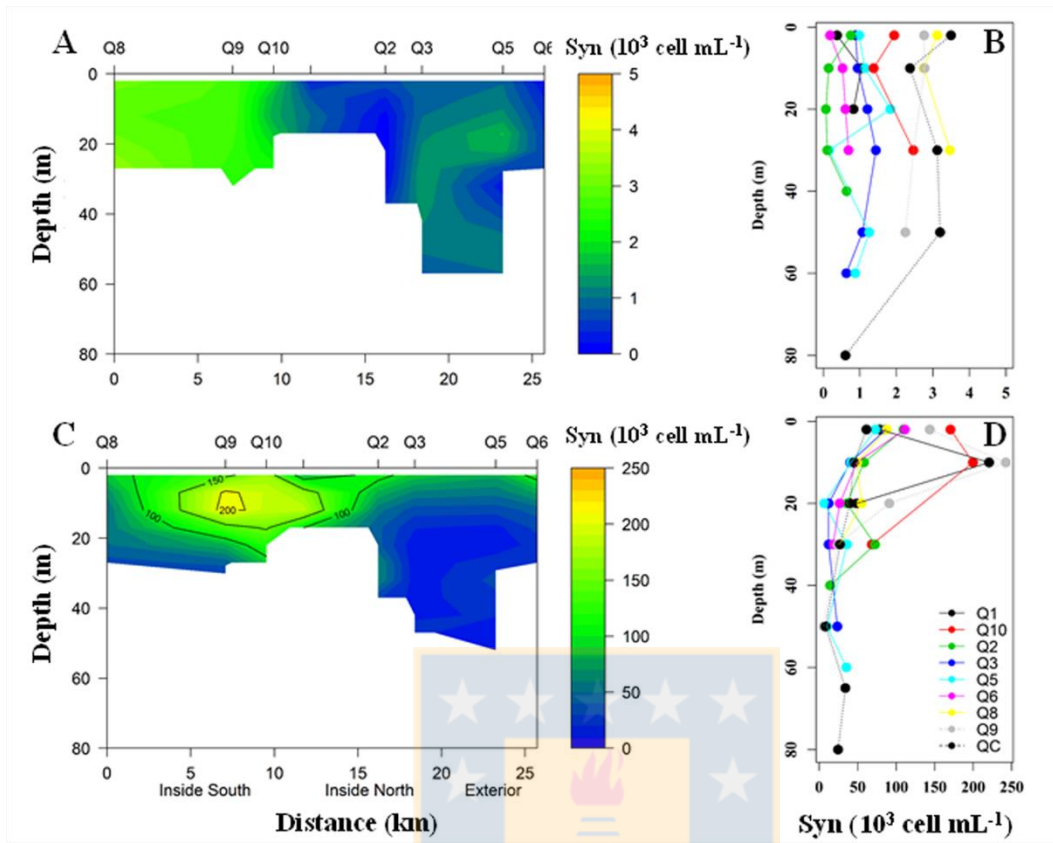 A
Q8 Q9 Q10 Q2 Q3 Q5 Q6
Syn (10³ cell mL⁻¹)
Depth (m)
0
20
40
60
80
0 5 10 15 20 25
5
4
3
2
1
0
B
Depth (m)
0
20
40
60
80
0 1 2 3 4 5
C
Q8 Q9 Q10 Q2 Q3 Q5 Q6
Syn (10³ cell mL⁻¹)
Depth (m)
0
20
40
60
80
150
100
200
100
0 5 10 15 20 25
Inside South Inside North Exterior
Distance (km)
250
200
150
100
50
0
D
Depth (m)
0
20
40
60
80
Q1
Q10
Q2
Q3
Q5
Q6
Q8
Q9
QC
0 50 100 150 200 250
Syn (10³ cell mL⁻¹)